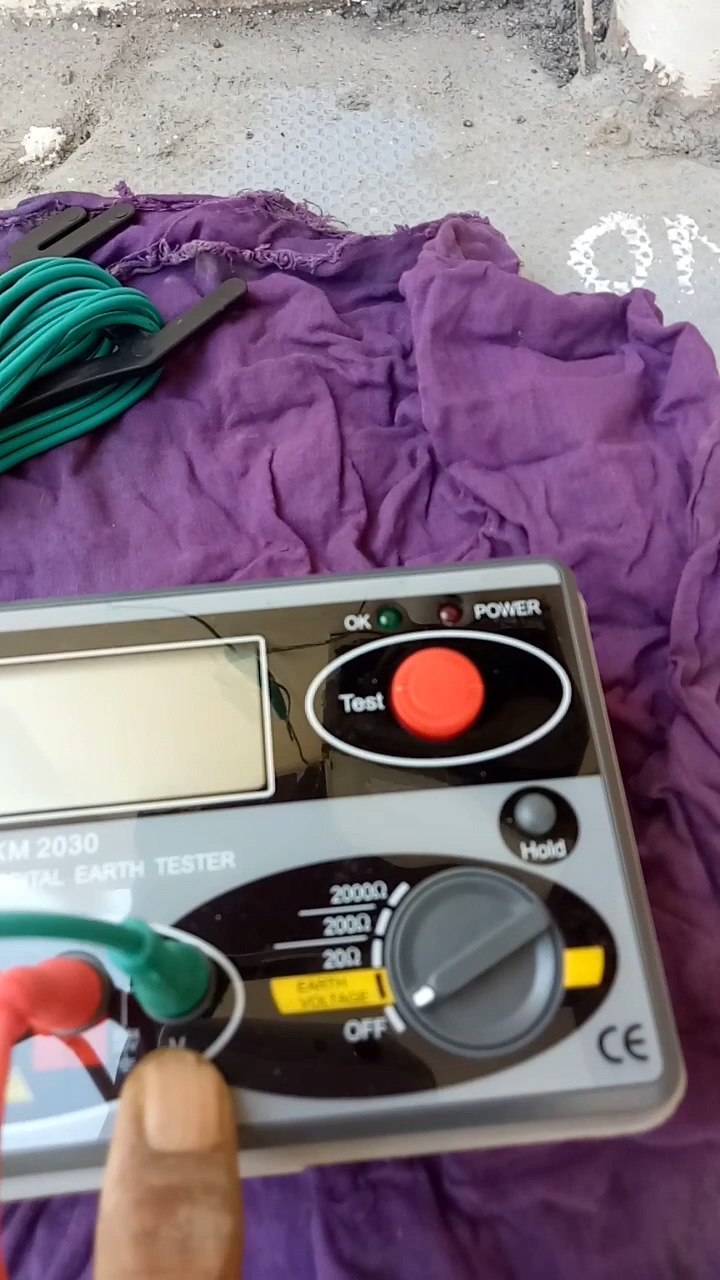 OK POWER
Test
KM 2030
DIGITAL EARTH TESTER
Hold
2000Ω
200Ω
20Ω
EARTH
VOLTAGE
OFF
V
CE